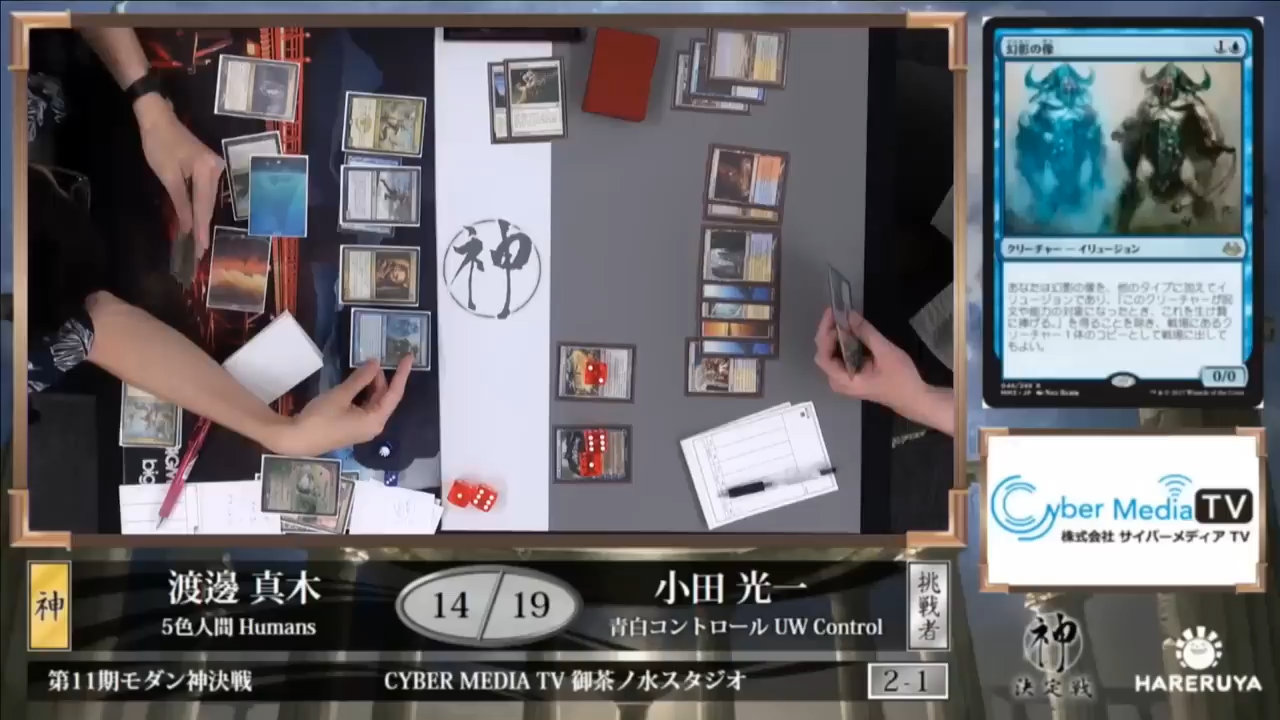 幻影の像
クリーチャー — イリュージョン
あなたは幻影の像を、他のタイプに加えてイ
リュージョンであり、「このクリーチャーが呪
文や能力の対象になったとき、これを生け贄
に捧げる。」を得ることを除き、戦場にあるク
リーチャー1体のコピーとして戦場に出して
もよい。
0/0
神
Cyber Media TV
株式会社 サイバーメディア TV
神
渡邊 真木
5色人間 Humans
14 / 19
小田 光一
青白コントロール UW Control
挑戦者
第11期モダン神決戦
CYBER MEDIA TV 御茶ノ水スタジオ
2-1
神
決定戦
HARERUYA